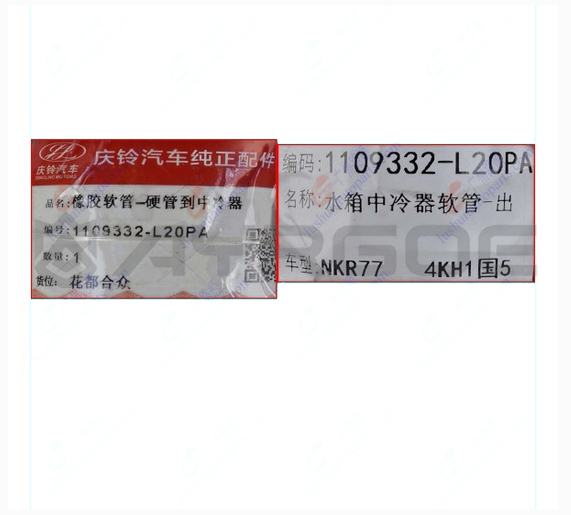 庆铃汽车
QINGLING MOTORS
庆铃汽车纯正配件
品名:橡胶软管-硬管到中冷器
编号:1109332-L20PA
数量:1
货位:花都合众
编码:1109332-L20PA
名称:水箱中冷器软管-出
车型:NKR77 4KH1国5